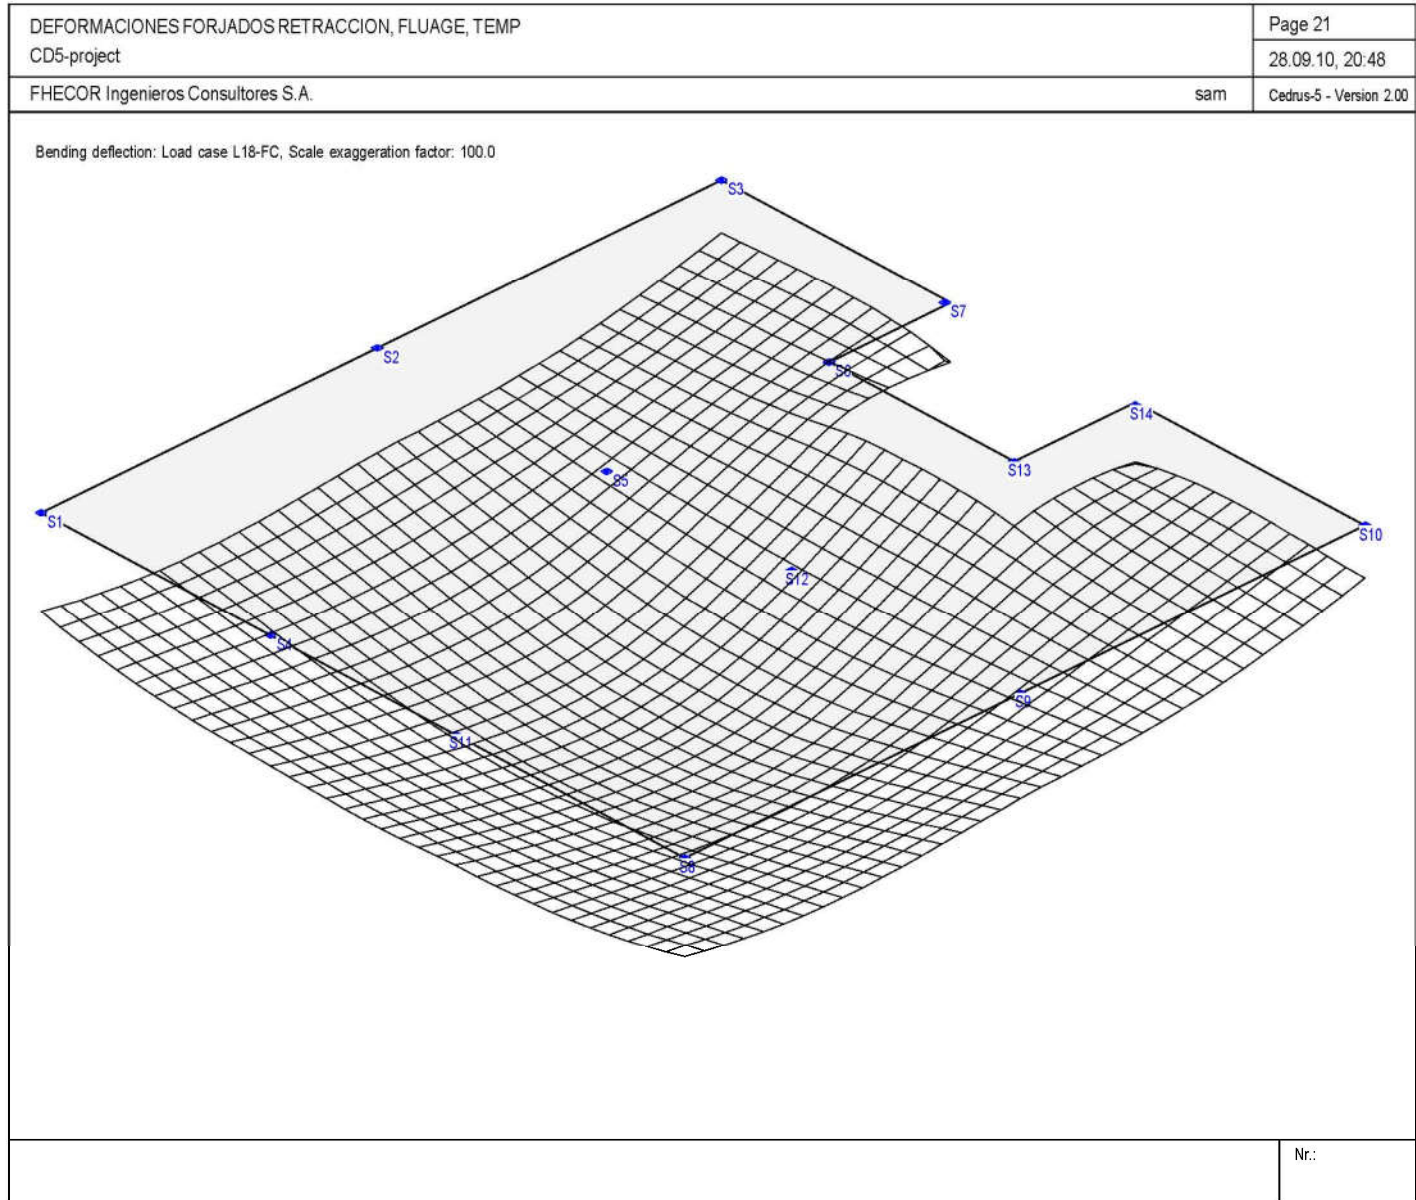 DEFORMACIONES FORJADOS RETRACCION, FLUAGE, TEMP
Page 21
CD5-project
28.09.10, 20:48
FHECOR Ingenieros Consultores S.A.
sam
Cedrus-5 - Version 2.00
Bending deflection: Load case L18-FC, Scale exaggeration factor: 100.0
S3
S7
S2
S6
S14
S13
S5
S1
S10
S12
S4
S9
S11
S8
Nr.: